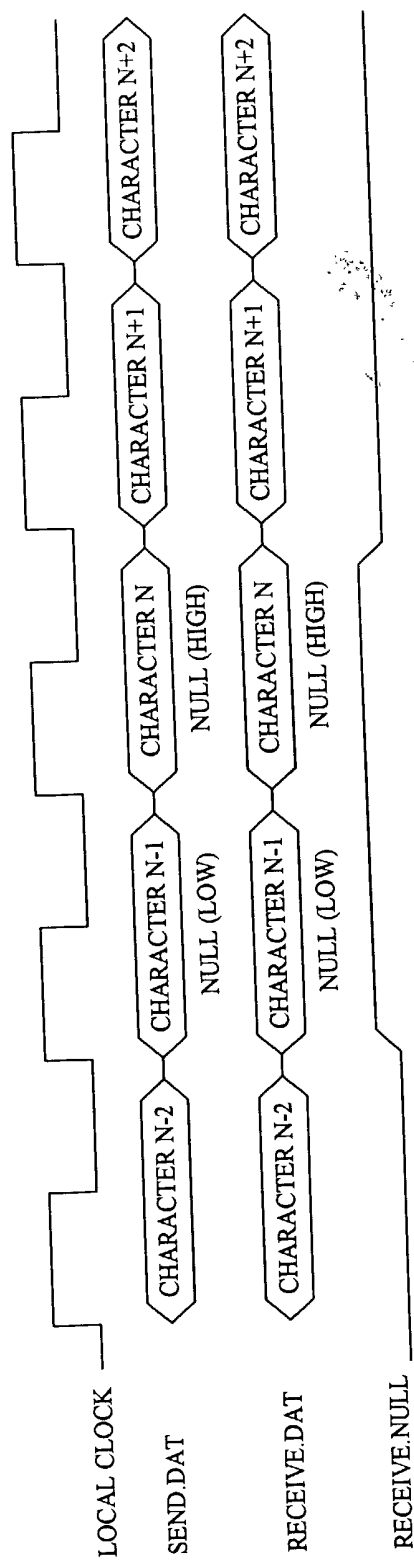 LOCAL CLOCK
SEND.DAT
CHARACTER N-2
CHARACTER N-1
CHARACTER N
CHARACTER N+1
CHARACTER N+2
NULL (LOW)
NULL (HIGH)
RECEIVE.DAT
CHARACTER N-2
CHARACTER N-1
CHARACTER N
CHARACTER N+1
CHARACTER N+2
NULL (LOW)
NULL (HIGH)
RECEIVE.NULL